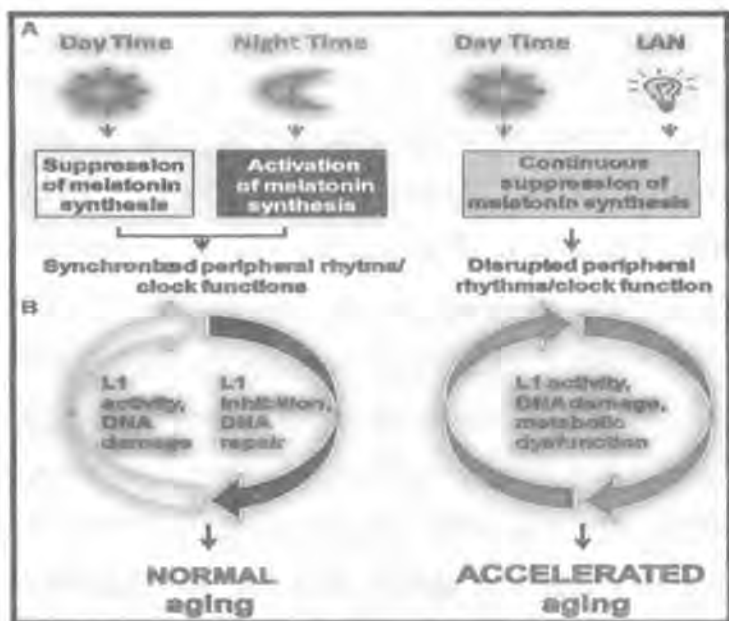 A
Day Time Night Time Day Time LAN
Suppression
of melatonin
synthesis
Activation
of melatonin
synthesis
Continuous
suppression of
melatonin synthesis
Synchronized peripheral rhytms/
clock functions
Disrupted peripheral
rhythms/clock function
B
L1
activity,
DNA
damage
L1
inhibition,
DNA
repair
L1 activity,
DNA damage,
metabolic
dysfunction
NORMAL
aging
ACCELERATED
aging